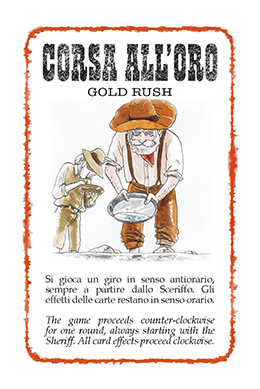 CORSA ALL'ORO
GOLD RUSH
Si gioca un giro in senso antiorario,
sempre a partire dallo Sceriffo. Gli
effetti delle carte restano in senso orario.
The game proceeds counter-clockwise
for one round, always starting with the
Sheriff. All card effects proceed clockwise.